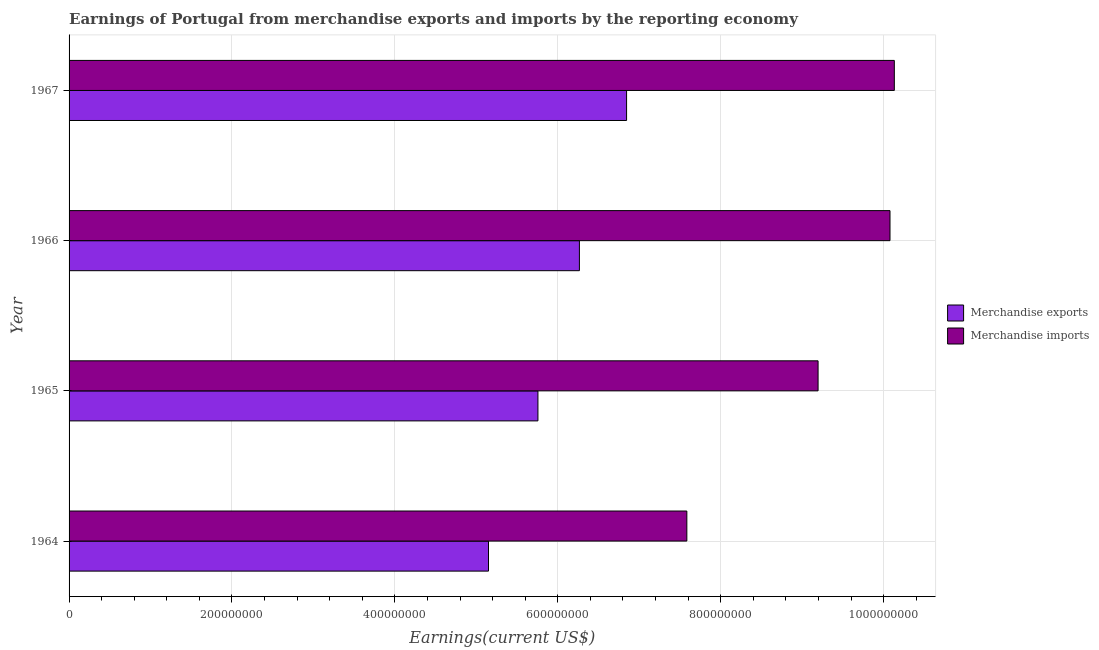 Earnings of Portugal from merchandise exports and imports by the reporting economy
1967
1966
1965
1964
Year
0
200000000
400000000
600000000
800000000
1000000000
Earnings(current US$)
Merchandise exports
Merchandise imports